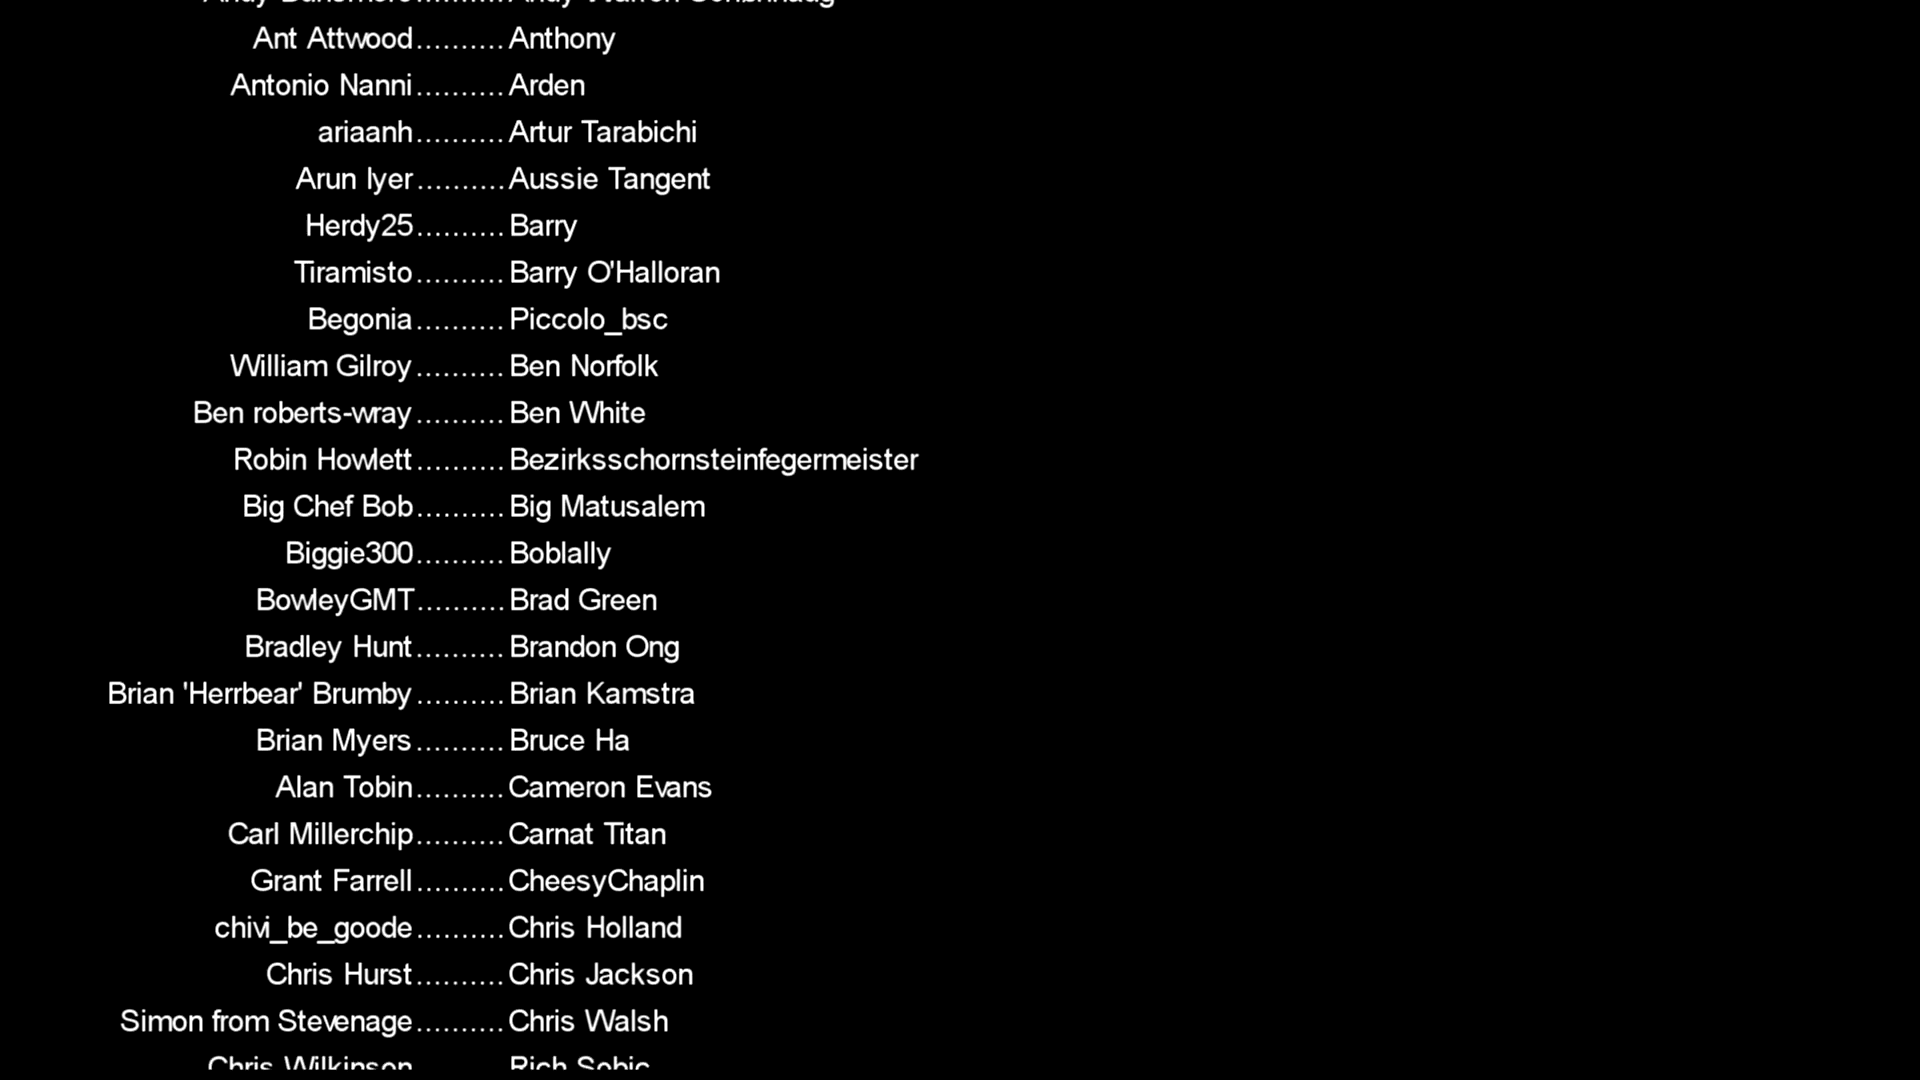 Ant Attwood..........Anthony
Antonio Nanni..........Arden
ariaanh..........Artur Tarabichi
Arun Iyer..........Aussie Tangent
Herdy25..........Barry
Tiramisto..........Barry O'Halloran
Begonia..........Piccolo_bsc
William Gilroy..........Ben Norfolk
Ben roberts-wray..........Ben White
Robin Howlett..........Bezirksschornsteinfegermeister
Big Chef Bob..........Big Matusalem
Biggie300..........Boblally
BowleyGMT..........Brad Green
Bradley Hunt..........Brandon Ong
Brian 'Herrbear' Brumby..........Brian Kamstra
Brian Myers..........Bruce Ha
Alan Tobin..........Cameron Evans
Carl Millerchip..........Carnat Titan
Grant Farrell..........CheesyChaplin
chivi_be_goode..........Chris Holland
Chris Hurst..........Chris Jackson
Simon from Stevenage..........Chris Walsh
Chris Wilkinson Rich Sobic